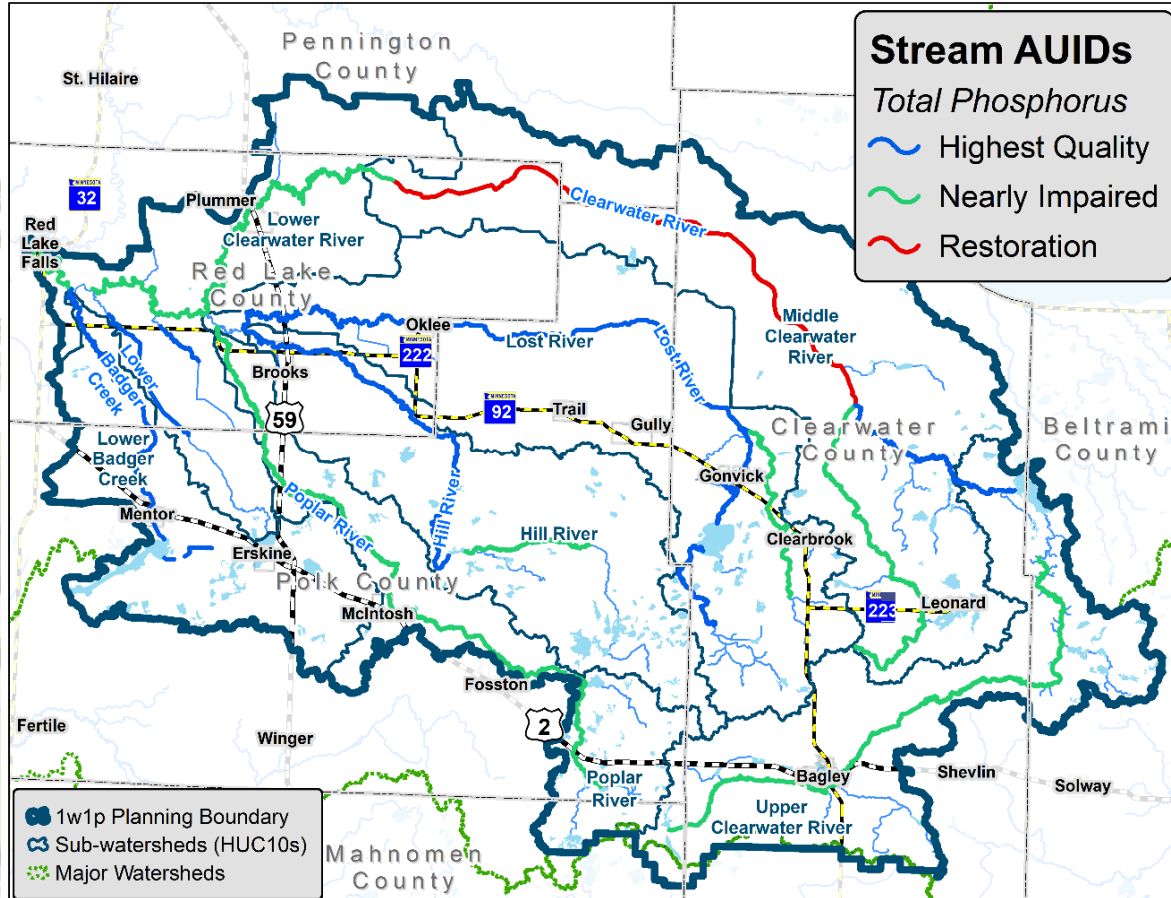 Pennington
County
St. Hilaire
Stream AUIDs
Total Phosphorus
Highest Quality
Nearly Impaired
Restoration
MINNESOTA
32
Plummer
Red
Lake
Falls
Lower
Clearwater River
Clearwater River
Red Lake
County
Oklee
Lost River
Lost River
Middle
Clearwater
River
MINNESOTA
222
Brooks
Lower
Badger
Creek
59
MINNESOTA
92
Trail
Gully
Clearwater
County
Beltrami
County
Lower
Badger
Creek
Gonvick
Mentor
Poplar River
Hill River
Hill River
Clearbrook
Erskine
Polk County
McIntosh
223
Leonard
Fosston
Fertile
Winger
2
Poplar
River
Bagley
Shevlin
Solway
Upper
Clearwater River
1w1p Planning Boundary
Sub-watersheds (HUC10s)
Major Watersheds
Mahnomen
County